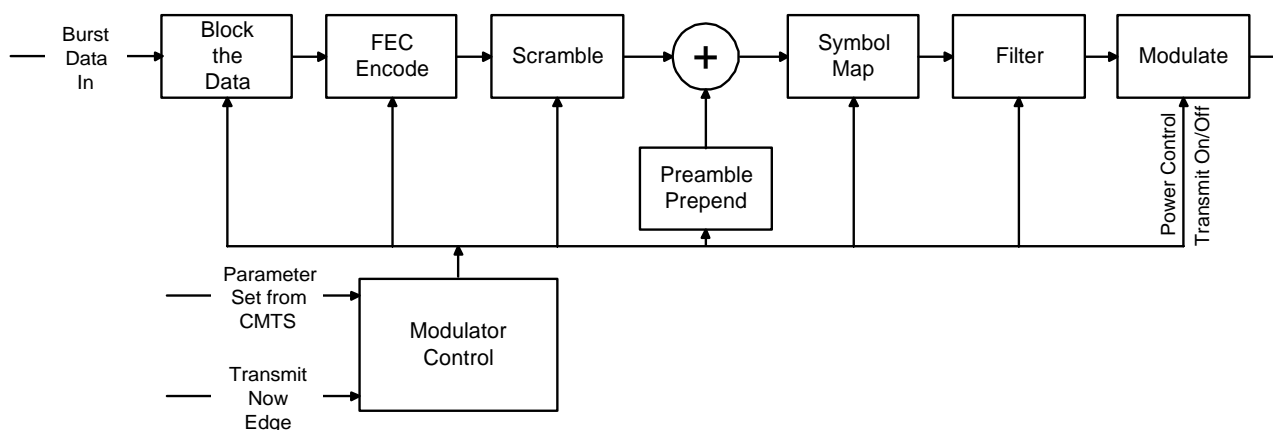 Burst
Data
In
Block
the
Data
FEC
Encode
Scramble
+
Symbol
Map
Filter
Modulate
Preamble
Prepend
Power Control
Transmit On/Off
Parameter
Set from
CMTS
Modulator
Control
Transmit
Now
Edge